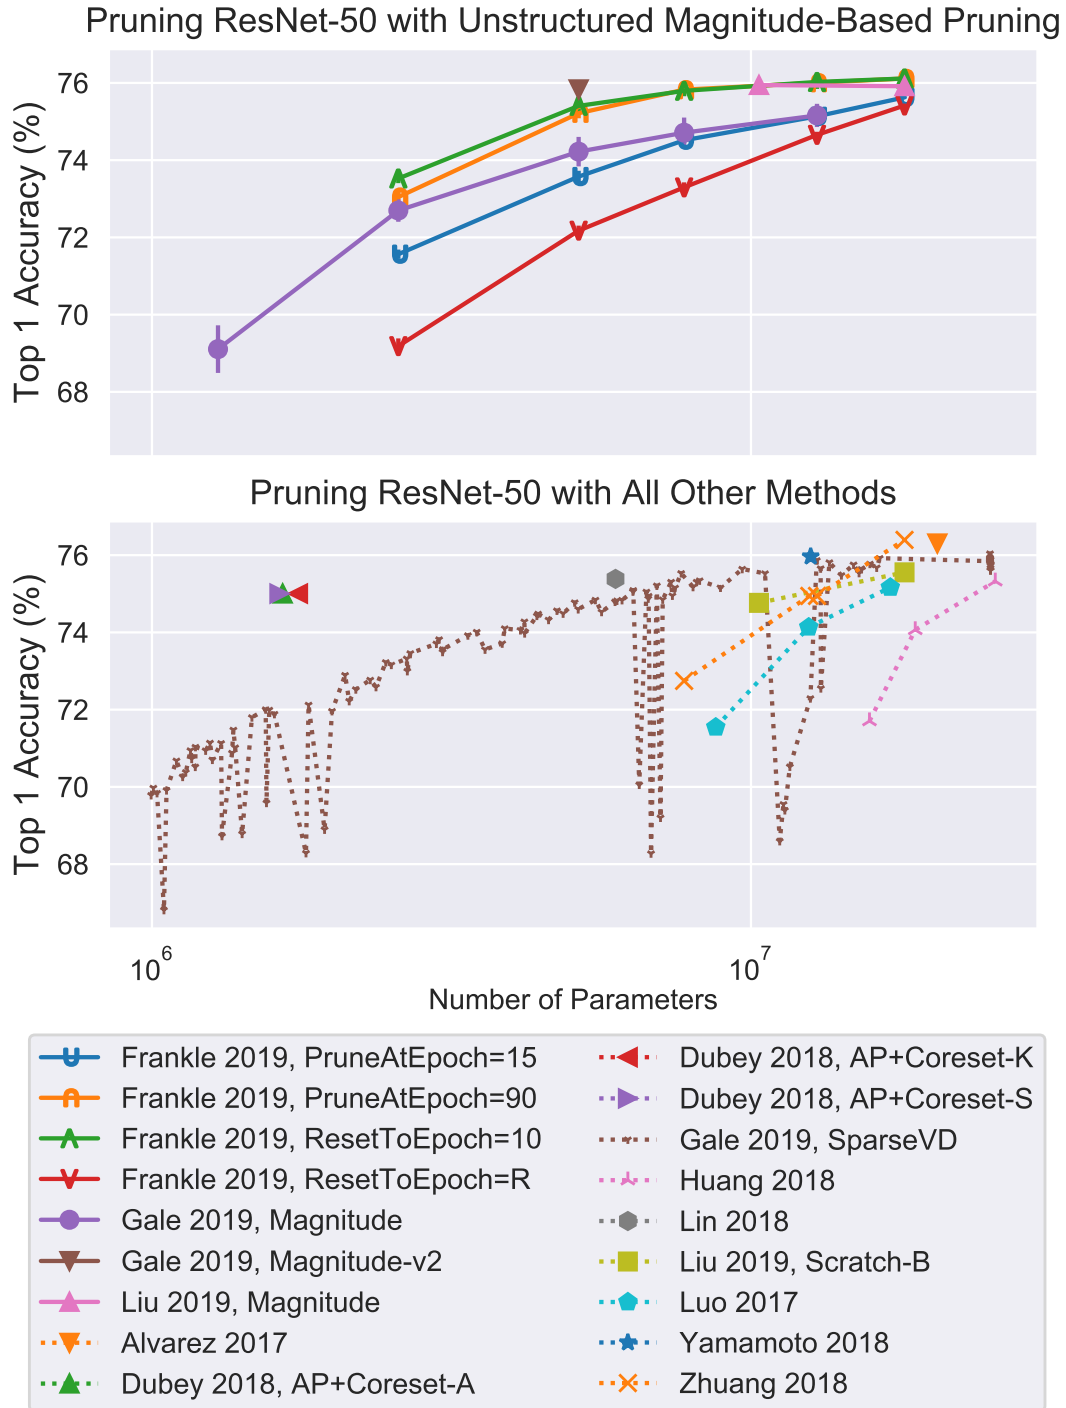 Pruning ResNet-50 with Unstructured Magnitude-Based Pruning
Top 1 Accuracy (%)
76
74
72
70
68
Pruning ResNet-50 with All Other Methods
Top 1 Accuracy (%)
76
74
72
70
68
10^6
10^7
Number of Parameters
Frankle 2019, PruneAtEpoch=15
Frankle 2019, PruneAtEpoch=90
Frankle 2019, ResetToEpoch=10
Frankle 2019, ResetToEpoch=R
Gale 2019, Magnitude
Gale 2019, Magnitude-v2
Liu 2019, Magnitude
Alvarez 2017
Dubey 2018, AP+Coreset-A
Dubey 2018, AP+Coreset-K
Dubey 2018, AP+Coreset-S
Gale 2019, SparseVD
Huang 2018
Lin 2018
Liu 2019, Scratch-B
Luo 2017
Yamamoto 2018
Zhuang 2018